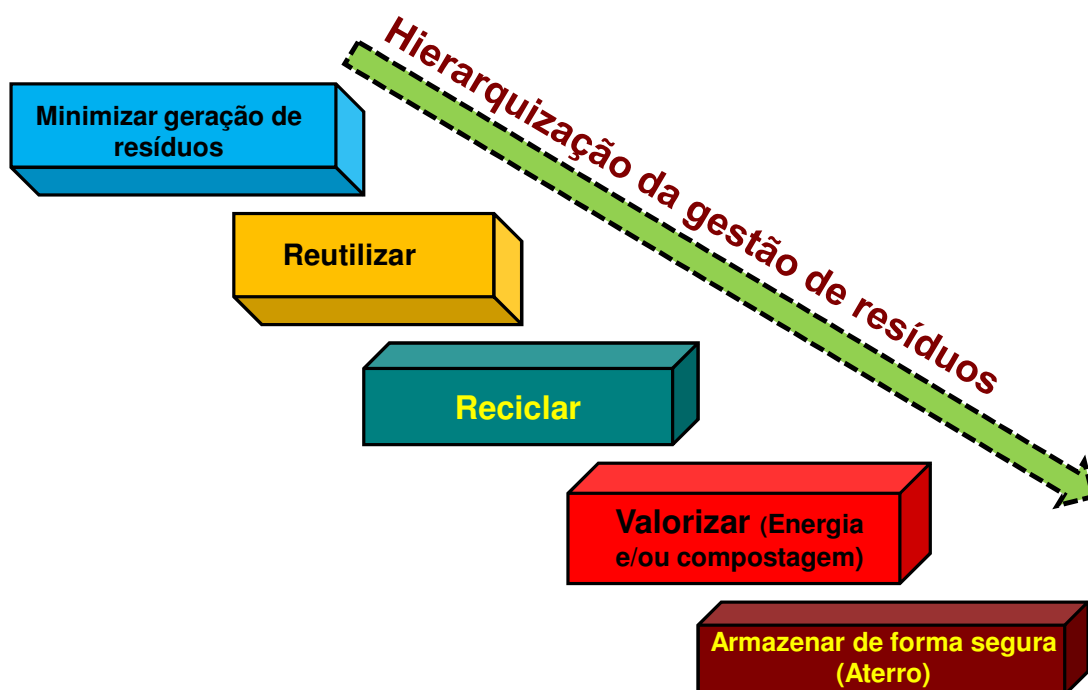 Hierarquização da gestão de resíduos
Minimizar geração de
resíduos
Reutilizar
Reciclar
Valorizar (Energia
e/ou compostagem)
Armazenar de forma segura
(Aterro)